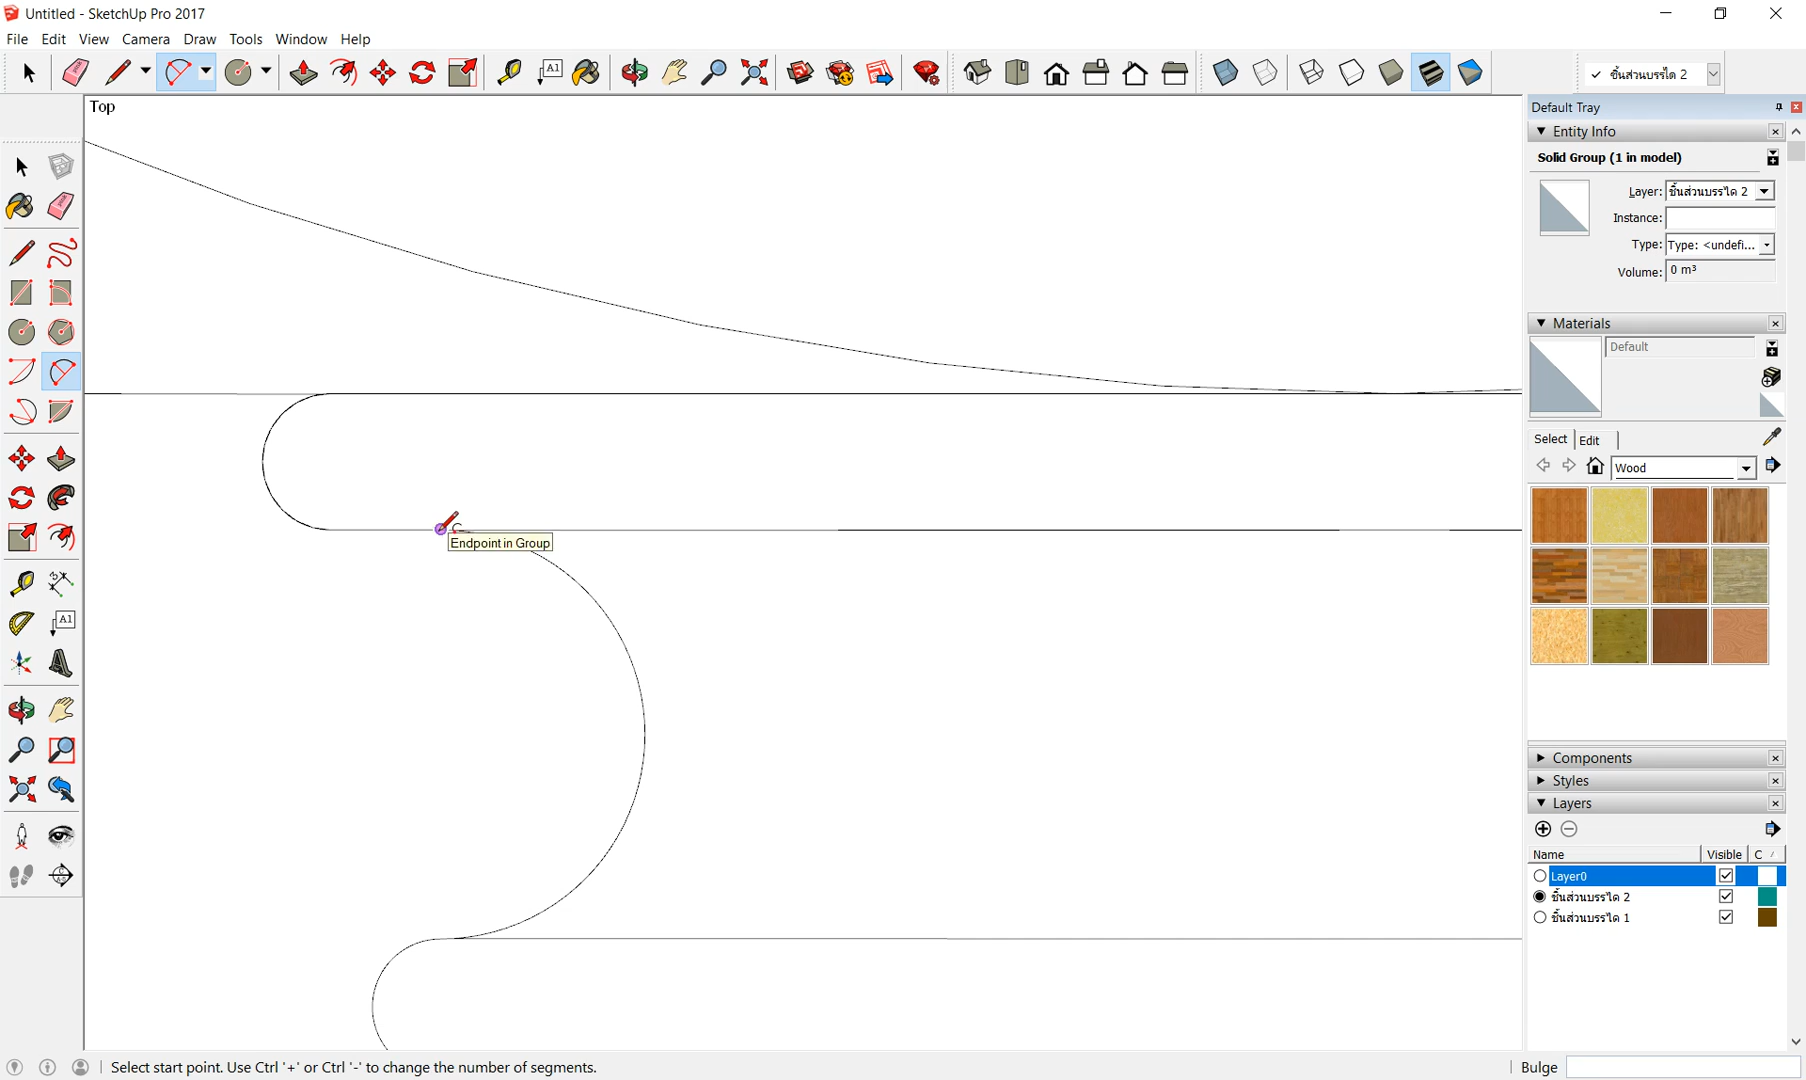 Untitled - SketchUp Pro 2017
File Edit View Camera Draw Tools Window Help
A1
✓ ชิ้นส่วนบรรได 2
Top
Default Tray
Entity Info
Solid Group (1 in model)
Layer: ชิ้นส่วนบรรได 2
Instance:
Type: Type: <undefi...
Volume: 0 m³
Materials
Default
Select Edit
Wood
Endpoint in Group
A1
Components
Styles
Layers
Name Visible C
Layer0
ชิ้นส่วนบรรได 2
ชิ้นส่วนบรรได 1
Select start point. Use Ctrl '+' or Ctrl '-' to change the number of segments.
Bulge